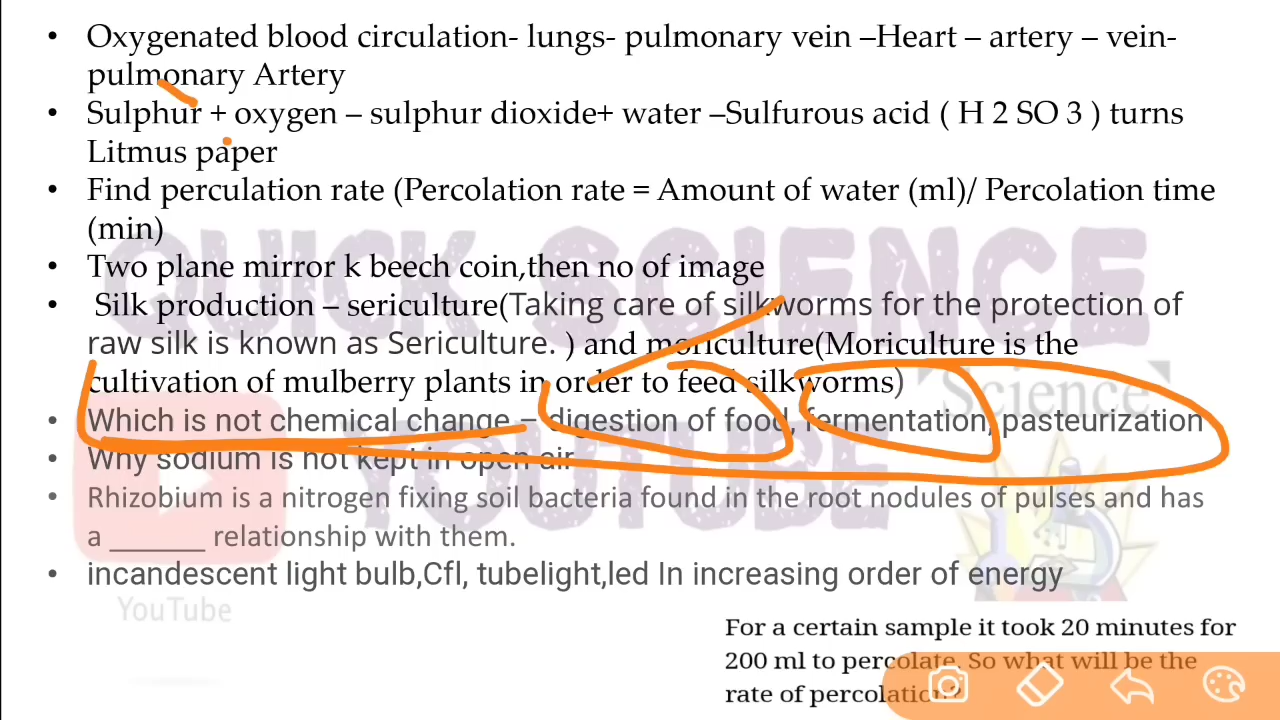 • Oxygenated blood circulation- lungs- pulmonary vein –Heart – artery – vein-
pulmonary Artery
• Sulphur + oxygen – sulphur dioxide+ water –Sulfurous acid ( H 2 SO 3 ) turns
Litmus paper
• Find perculation rate (Percolation rate = Amount of water (ml)/ Percolation time
(min)
• Two plane mirror k beech coin,then no of image
• Silk production – sericulture(Taking care of silkworms for the protection of
raw silk is known as Sericulture. ) and moriculture(Moriculture is the
cultivation of mulberry plants in order to feed silkworms)
• Which is not chemical change – digestion of food, fermentation, pasteurization
• Why sodium is not kept in open air
• Rhizobium is a nitrogen fixing soil bacteria found in the root nodules of pulses and has
a ______ relationship with them.
• incandescent light bulb,Cfl, tubelight,led In increasing order of energy
For a certain sample it took 20 minutes for
200 ml to percolate. So what will be the
rate of percolation?
QUICK SCIENCE
YOUTUBE
Science
YouTube